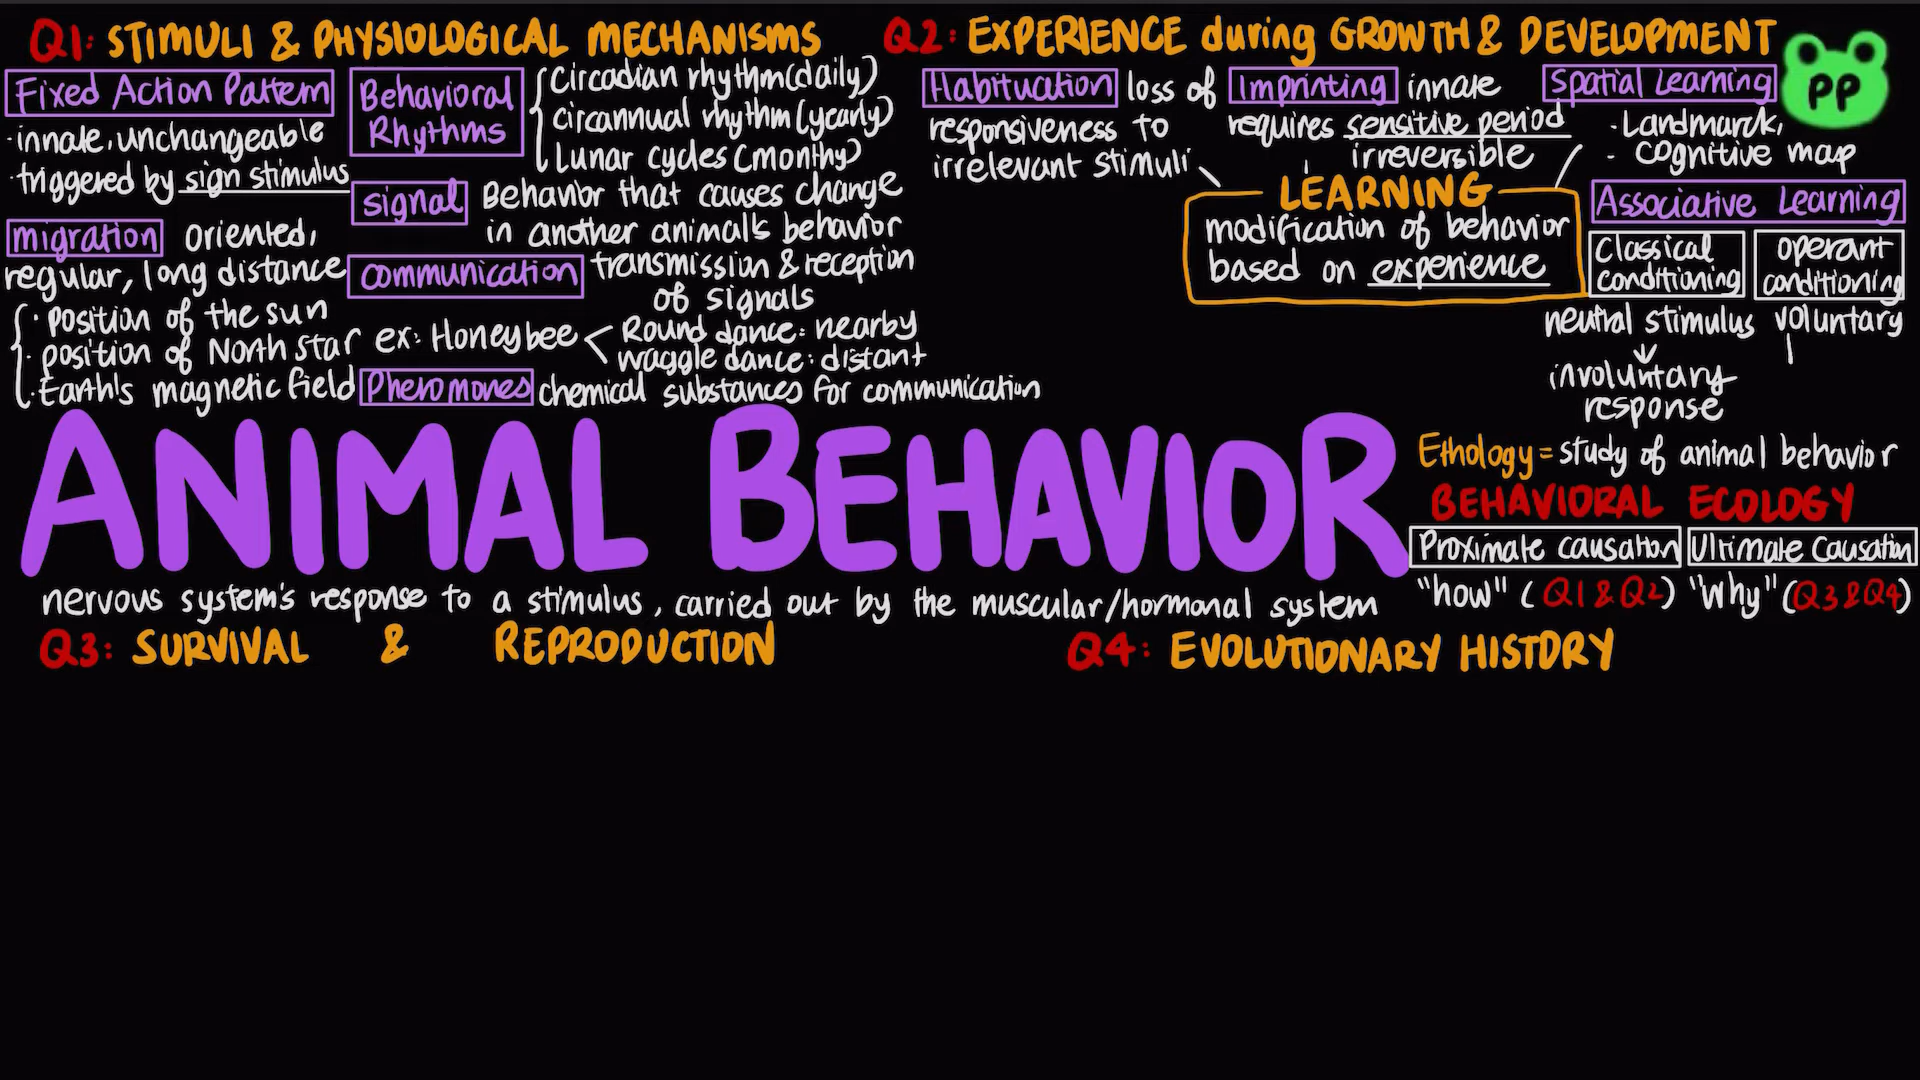 Q1: STIMULI & PHYSIOLOGICAL MECHANISMS
Fixed Action Pattern
· innate, unchangeable
· triggered by sign stimulus
Behavioral
Rhythms
Circadian rhythm (daily)
circannual rhythm (yearly)
Lunar cycles (monthy)
signal Behavior that causes change
in another animal's behavior
migration oriented,
regular, long distance
· position of the sun
· position of North star
· Earth's magnetic field
communication transmission & reception
of signals
ex: Honeybee < Round dance: nearby
waggle dance: distant
Pheromones chemical substances for communication
Q2: EXPERIENCE during GROWTH & DEVELOPMENT
PP
Habituation loss of
responsiveness to
irrelevant stimuli
Imprinting innate
requires sensitive period
irreversible
Spatial Learning
· Landmark,
· cognitive map
LEARNING
modification of behavior
based on experience
Associative Learning
Classical
conditioning
neutral stimulus
↓
involuntary
response
operant
conditioning
voluntary
ANIMAL BEHAVIOR
nervous system's response to a stimulus, carried out by the muscular/hormonal system
Ethology = study of animal behavior
BEHAVIORAL ECOLOGY
Proximate causation Ultimate Causation
"how" (Q1 & Q2) "Why" (Q3 & Q4)
Q3: SURVIVAL & REPRODUCTION
Q4: EVOLUTIONARY HISTORY